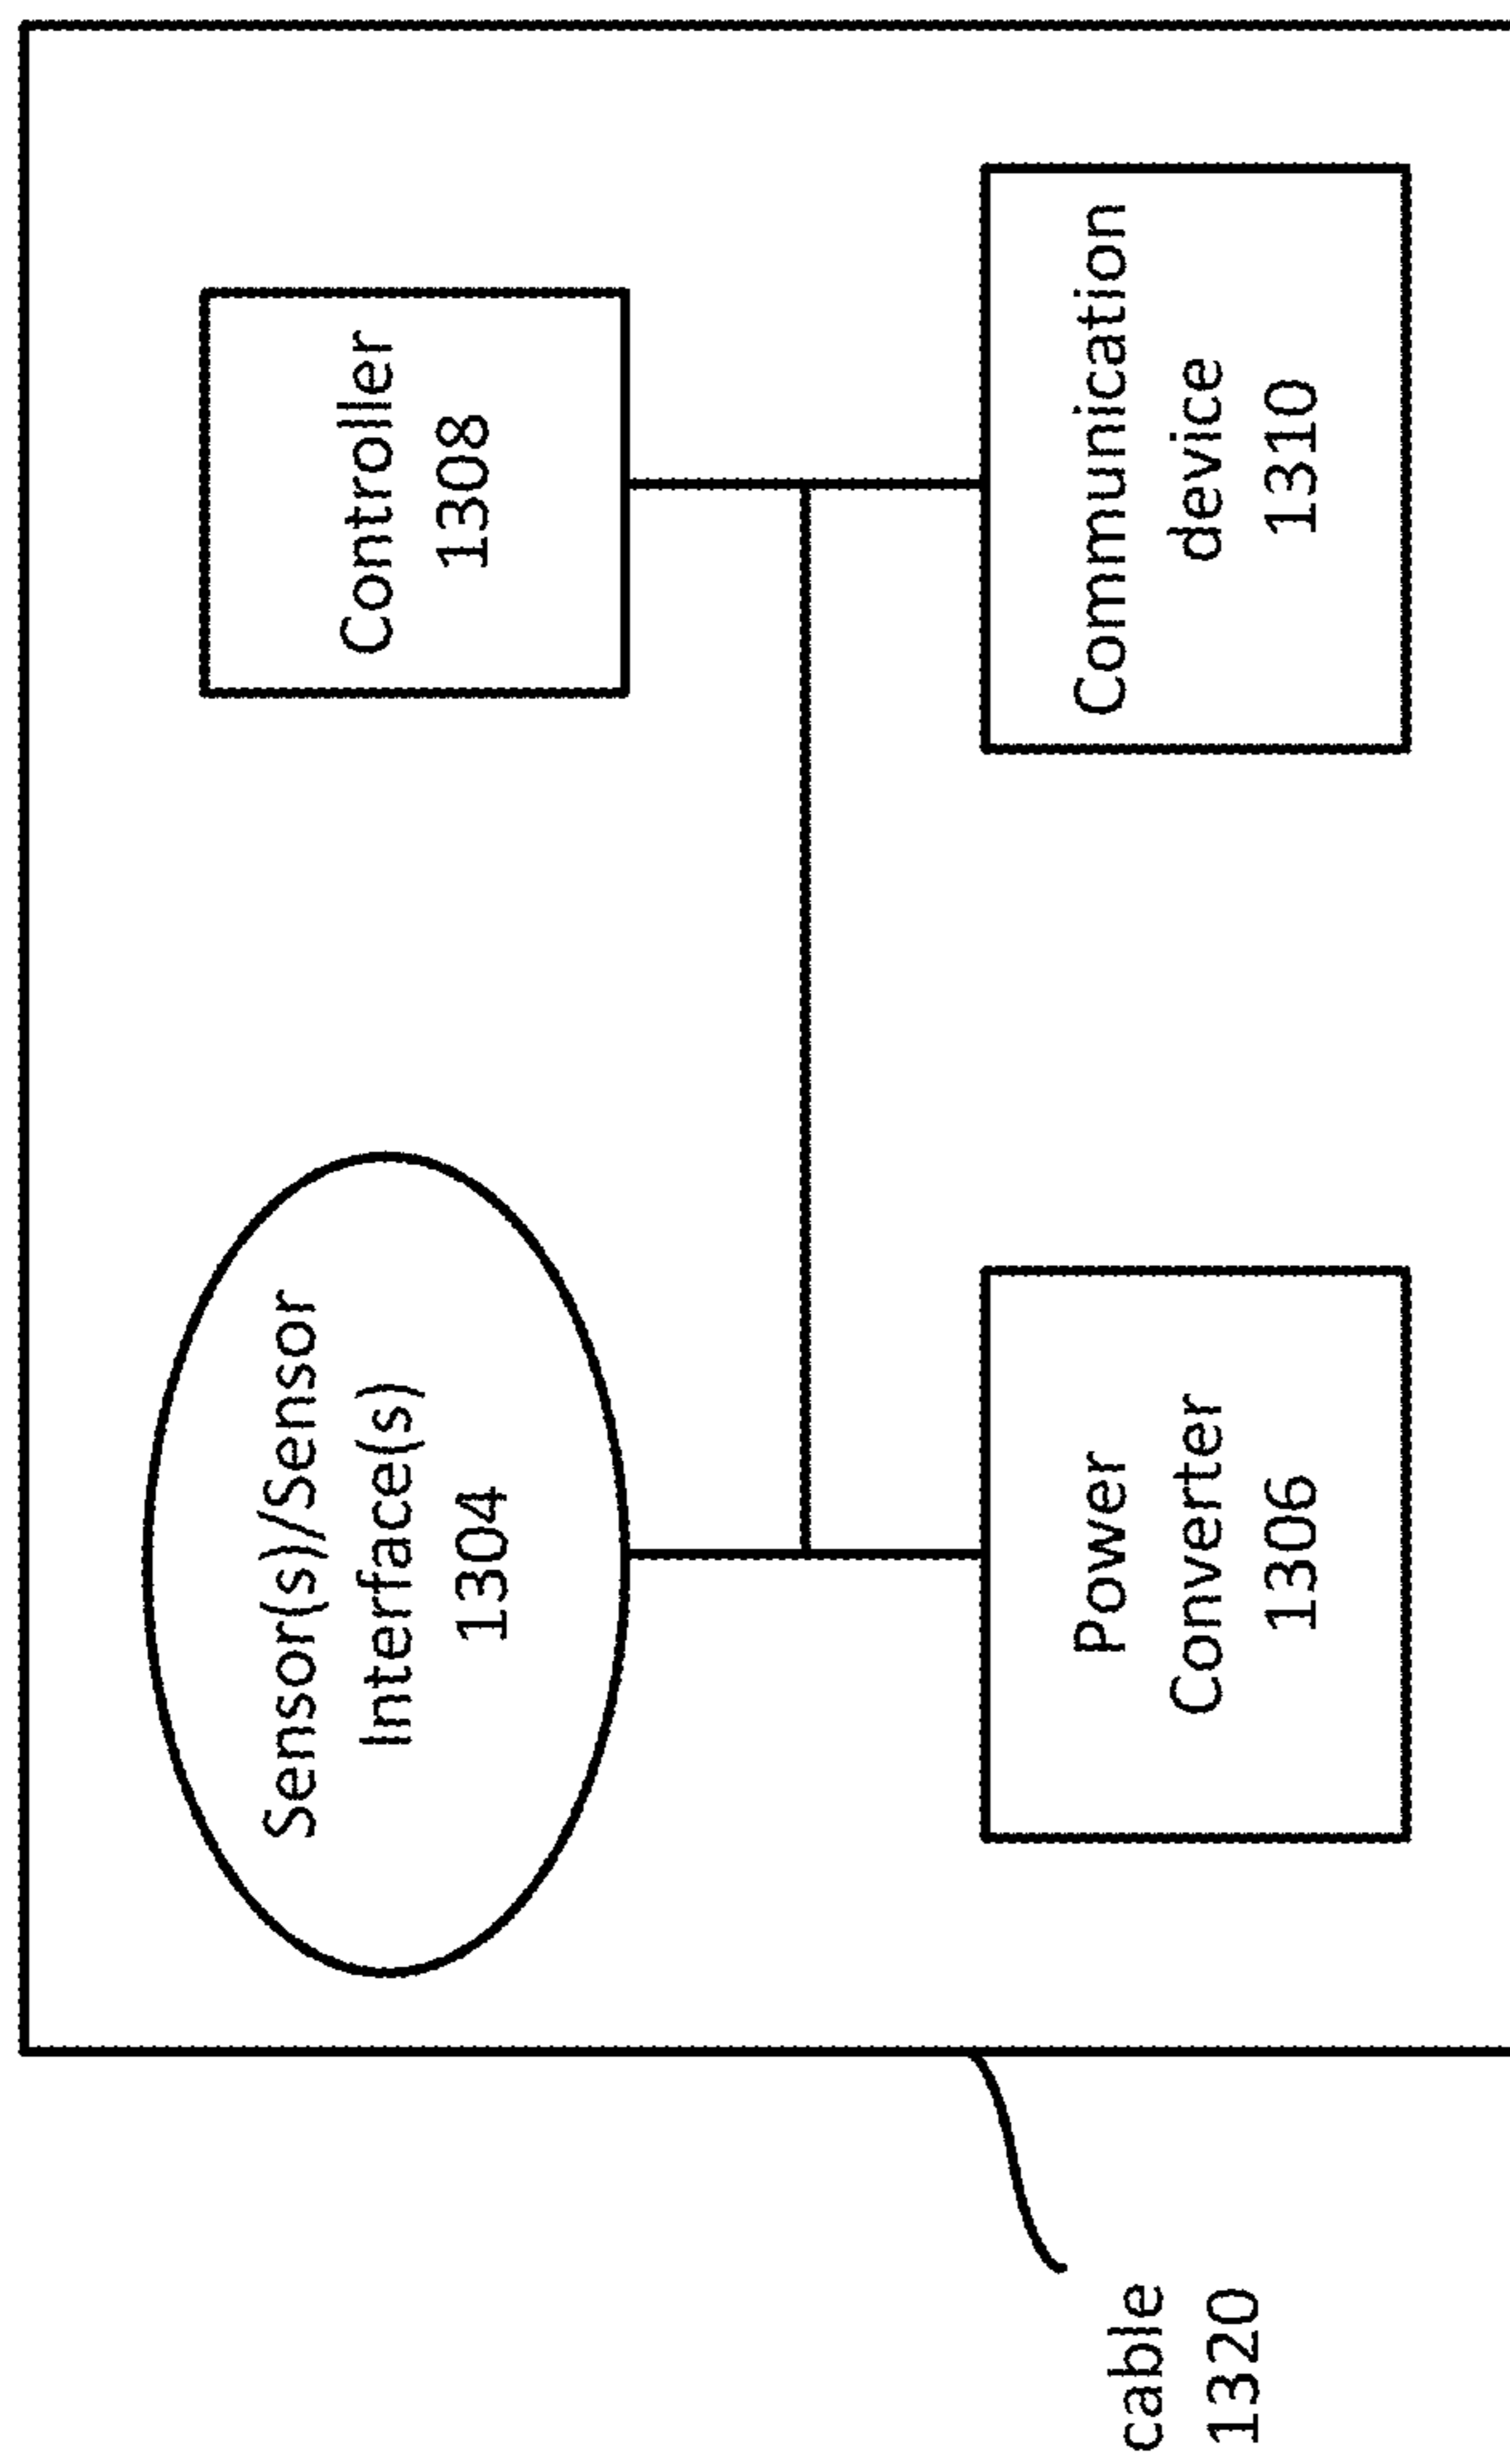 Sensor(s)/Sensor
Interface(s)
1304
Controller
1308
Power
Converter
1306
Communication
device
1310
cable
1320